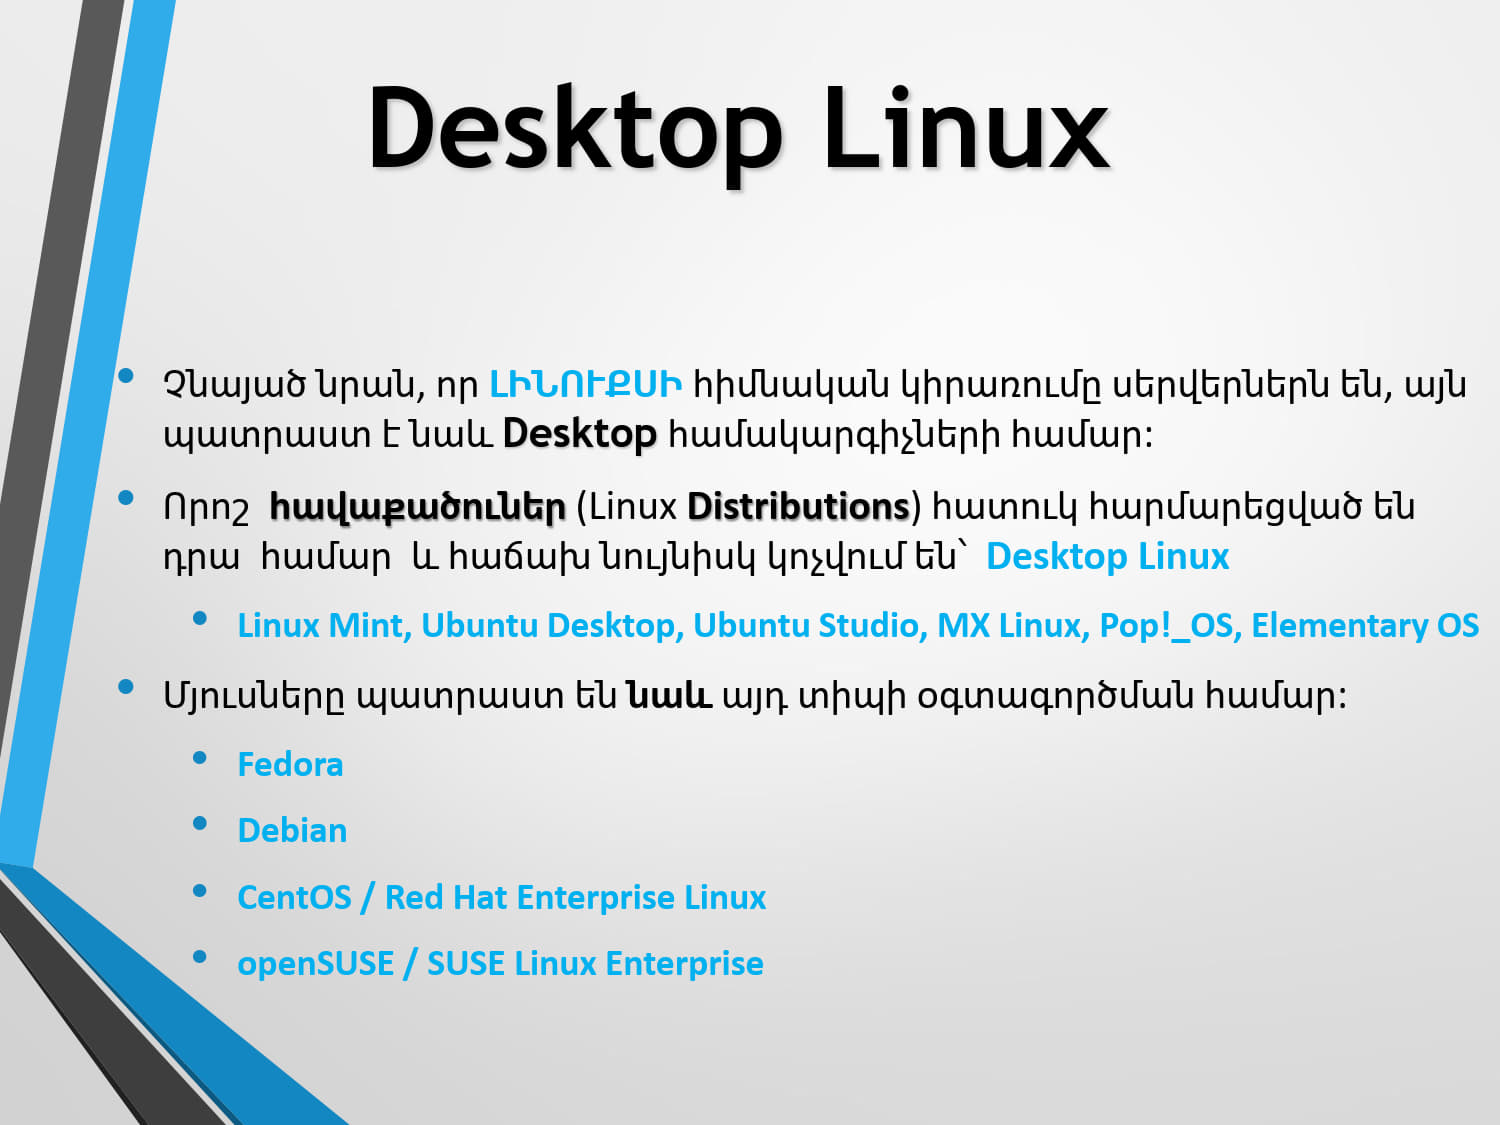 Desktop Linux
Չնայած նրան, որ ԼԻՆՈՒՔՍԻ հիմնական կիրառումը սերվերներն են, այն
պատրաստ է նաև Desktop համակարգիչների համար:
Որոշ հավաքածուներ (Linux Distributions) հատուկ հարմարեցված են
դրա համար և հաճախ նույնիսկ կոչվում են՝ Desktop Linux
Linux Mint, Ubuntu Desktop, Ubuntu Studio, MX Linux, Pop!_OS, Elementary OS
Մյուսները պատրաստ են նաև այդ տիպի օգտագործման համար:
Fedora
Debian
CentOS / Red Hat Enterprise Linux
openSUSE / SUSE Linux Enterprise